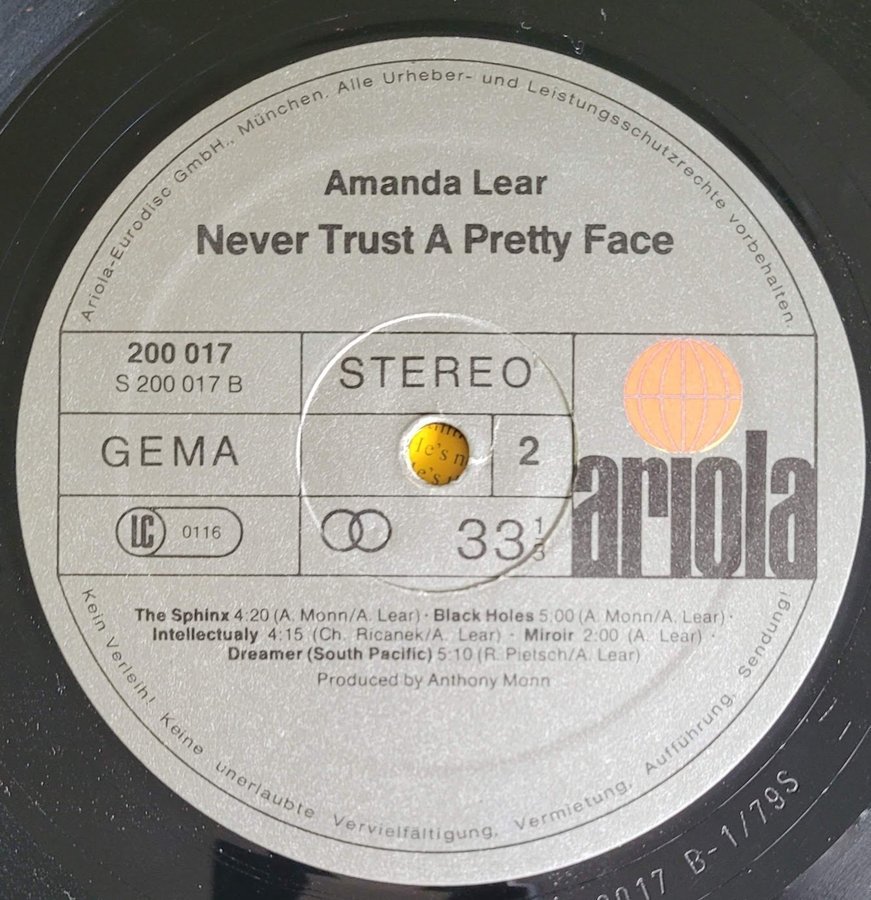 Ariola-Eurodisc GmbH., München. Alle Urheber- und Leistungsschutzrechte vorbehalten.
Amanda Lear
Never Trust A Pretty Face
200 017
S 200 017 B
STEREO
GEMA
2
LC 0116
33 1/3
ariola
He's n
He's
The Sphinx 4:20 (A. Monn/A. Lear) · Black Holes 5:00 (A. Monn/A. Lear) ·
Intellectualy 4:15 (Ch. Ricanek/A. Lear) · Miroir 2:00 (A. Lear) ·
Dreamer (South Pacific) 5:10 (R. Pietsch/A. Lear)
Produced by Anthony Monn
Kein Verleih! Keine unerlaubte Vervielfältigung, Vermietung, Aufführung, Sendung!
0017 B-1/79S